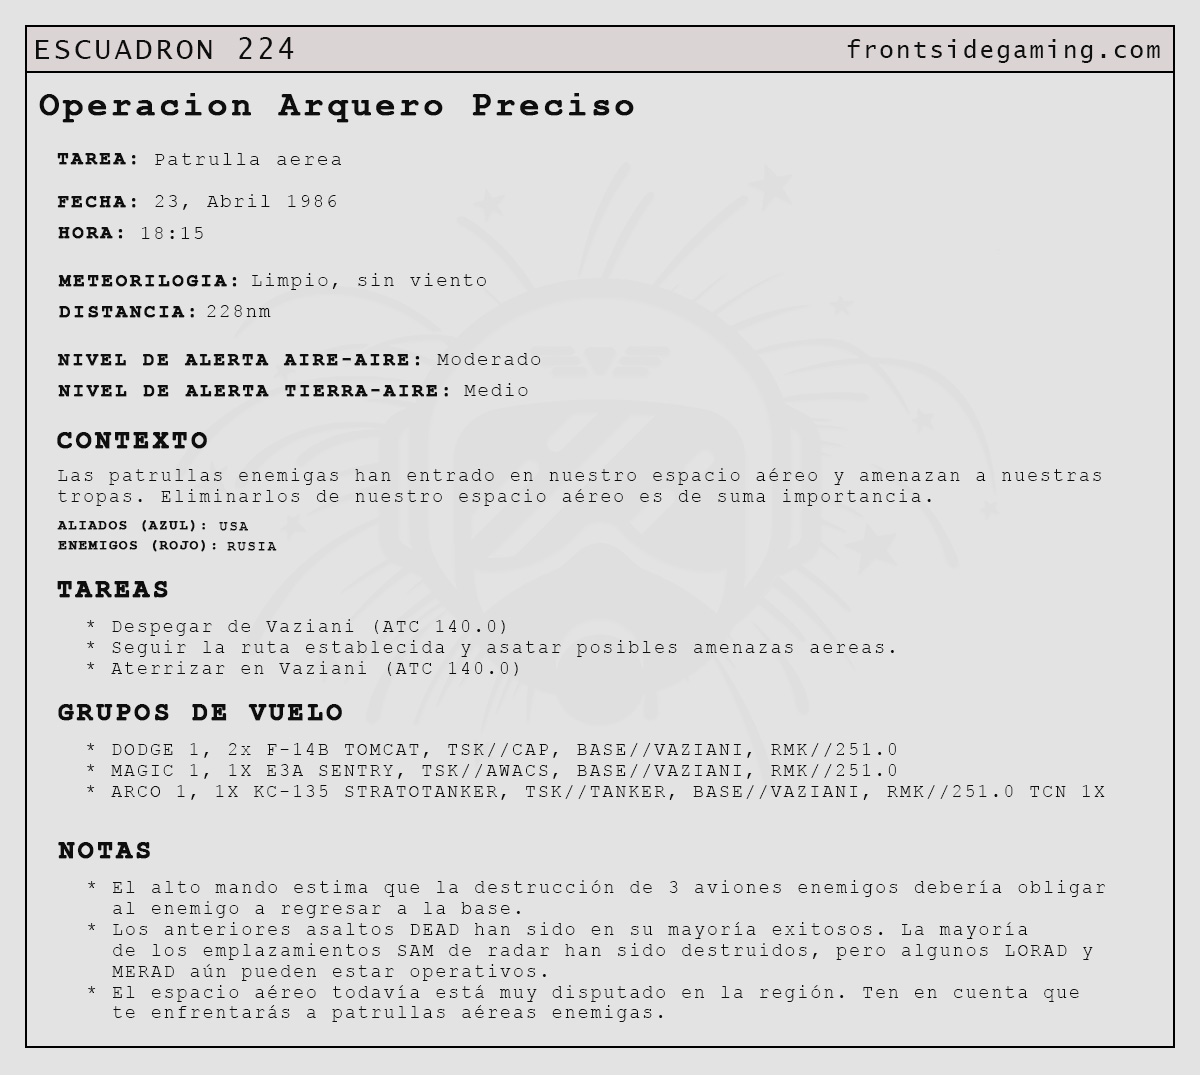 ESCUADRON 224
frontsidegaming.com
Operacion Arquero Preciso
TAREA: Patrulla aerea
FECHA: 23, Abril 1986
HORA: 18:15
METEORILOGIA: Limpio, sin viento
DISTANCIA: 228nm
NIVEL DE ALERTA AIRE-AIRE: Moderado
NIVEL DE ALERTA TIERRA-AIRE: Medio
CONTEXTO
Las patrullas enemigas han entrado en nuestro espacio aéreo y amenazan a nuestras
tropas. Eliminarlos de nuestro espacio aéreo es de suma importancia.
ALIADOS (AZUL): USA
ENEMIGOS (ROJO): RUSIA
TAREAS
* Despegar de Vaziani (ATC 140.0)
* Seguir la ruta establecida y asatar posibles amenazas aereas.
* Aterrizar en Vaziani (ATC 140.0)
GRUPOS DE VUELO
* DODGE 1, 2x F-14B TOMCAT, TSK//CAP, BASE//VAZIANI, RMK//251.0
* MAGIC 1, 1X E3A SENTRY, TSK//AWACS, BASE//VAZIANI, RMK//251.0
* ARCO 1, 1X KC-135 STRATOTANKER, TSK//TANKER, BASE//VAZIANI, RMK//251.0 TCN 1X
NOTAS
* El alto mando estima que la destrucción de 3 aviones enemigos debería obligar
al enemigo a regresar a la base.
* Los anteriores asaltos DEAD han sido en su mayoría exitosos. La mayoría
de los emplazamientos SAM de radar han sido destruidos, pero algunos LORAD y
MERAD aún pueden estar operativos.
* El espacio aéreo todavía está muy disputado en la región. Ten en cuenta que
te enfrentarás a patrullas aéreas enemigas.